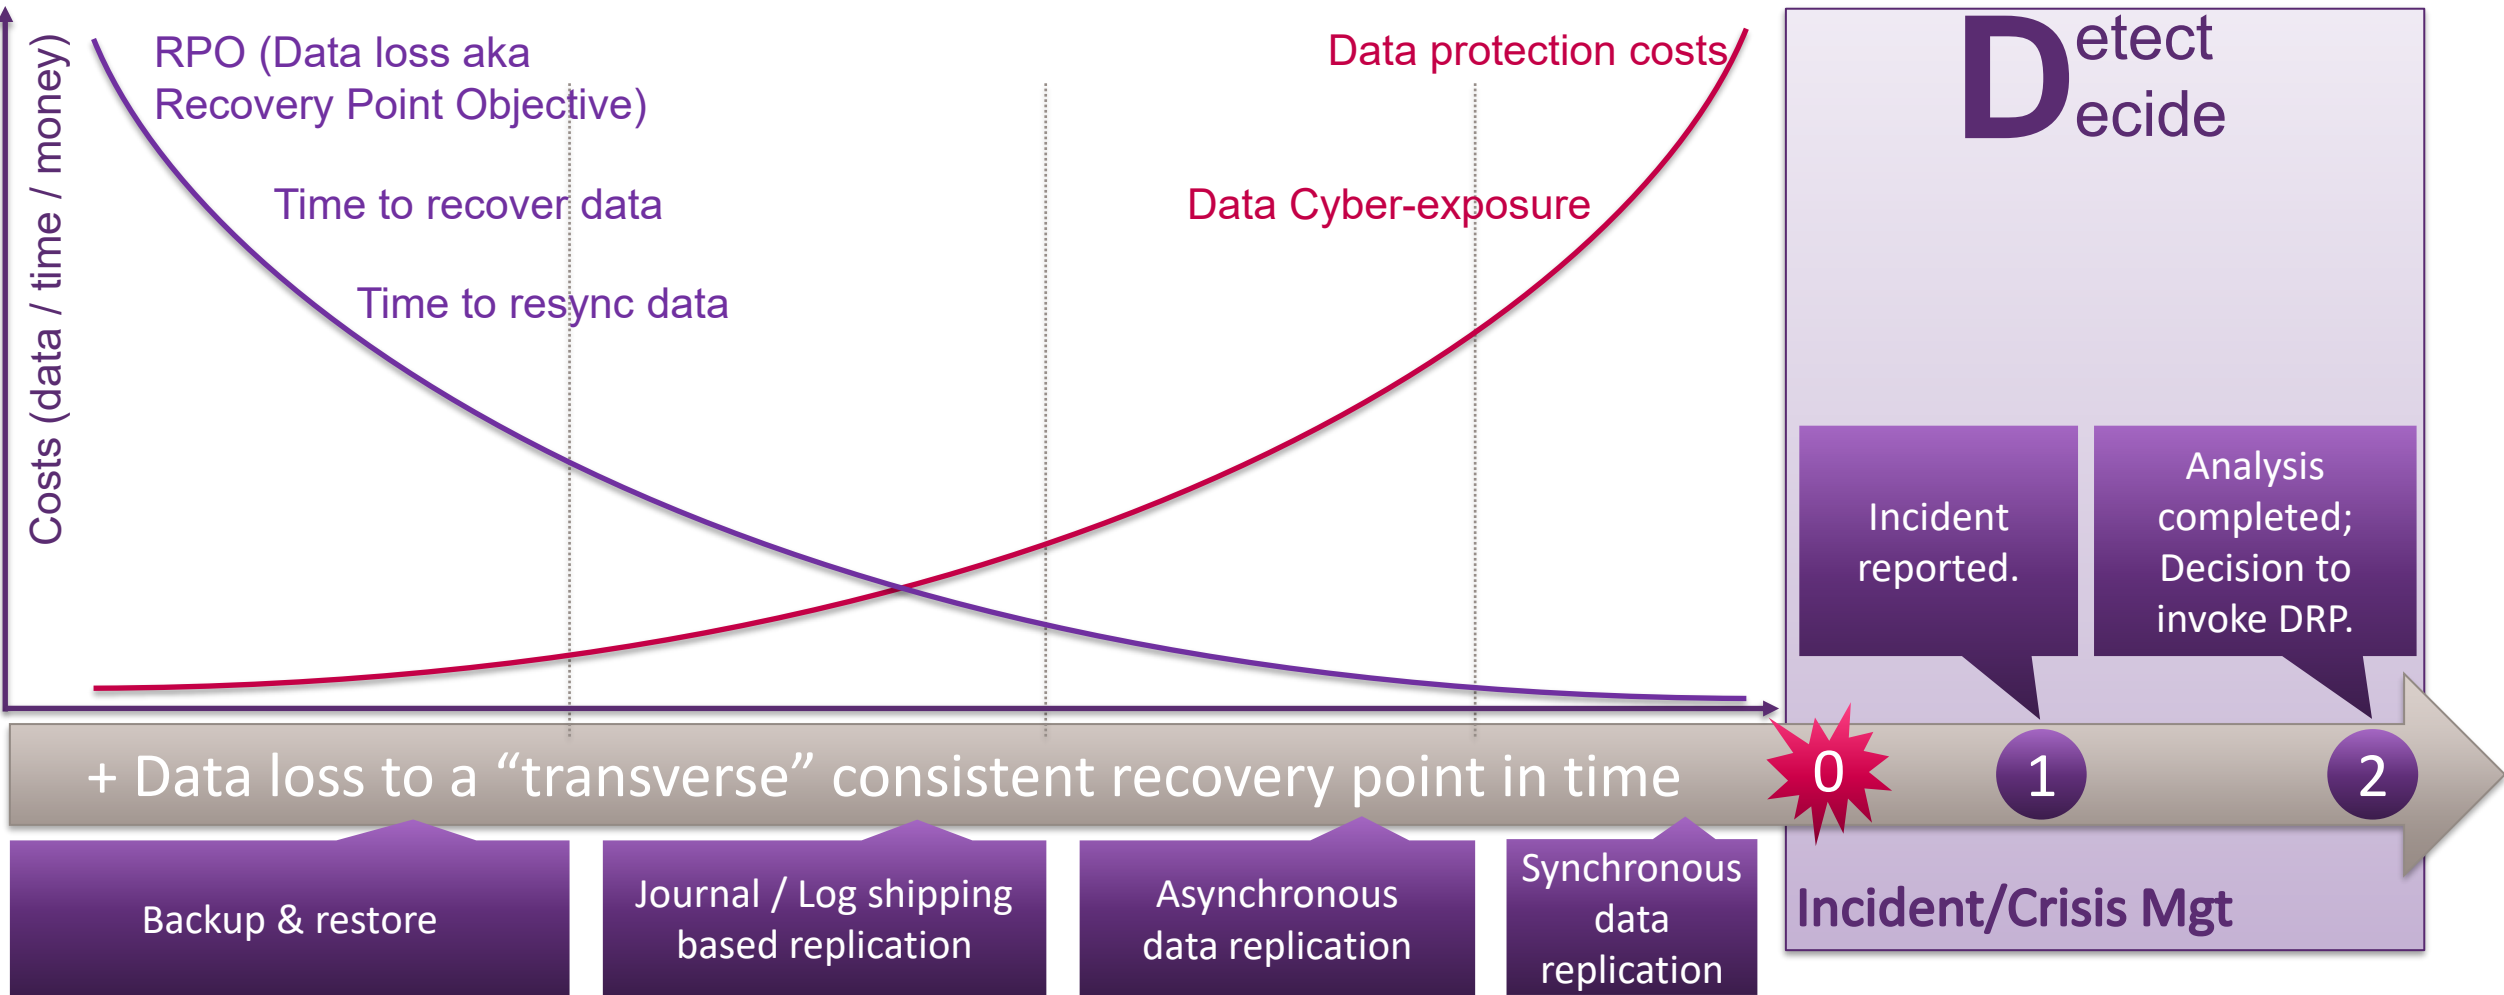 Costs (data / time / money)
RPO (Data loss aka
Recovery Point Objective)
Time to recover data
Time to resync data
Data protection costs
Data Cyber-exposure
Detect
Decide
Incident
reported.
Analysis
completed;
Decision to
invoke DRP.
+ Data loss to a “transverse” consistent recovery point in time
0
1
2
Backup & restore
Journal / Log shipping
based replication
Asynchronous
data replication
Synchronous
data
replication
Incident/Crisis Mgt